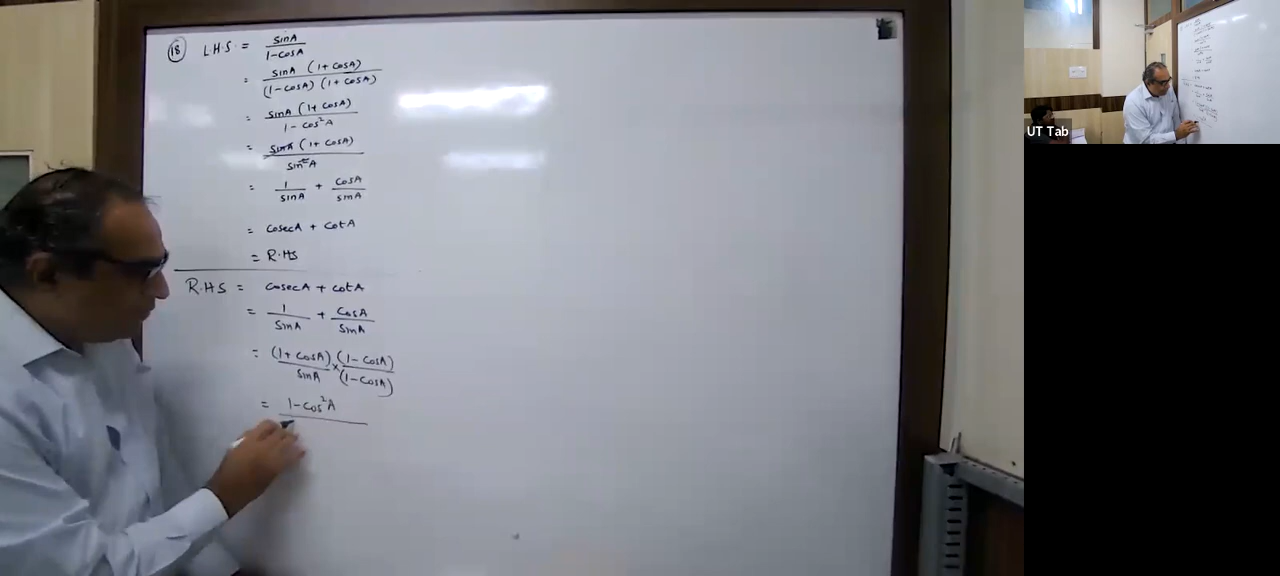 18 L.H.S. = sinA / 1-cosA
= sinA (1+cosA) / (1-cosA) (1+cosA)
= sinA (1+cosA) / 1-cos²A
= sinA (1+cosA) / sin²A
= 1/sinA + cosA/sinA
= cosecA + cotA
= R.HS
R.HS = cosecA + cotA
= 1/sinA + cosA/sinA
= (1+cosA)/sinA × (1-cosA)/(1-cosA)
= 1-cos²A
UT Tab